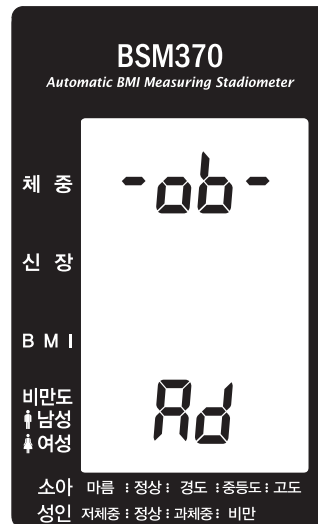 BSM370
Automatic BMI Measuring Stadiometer
체 중 -ob-
신 장
B M I
비만도
남성 Ad
여성
소아 마름 : 정상 : 경도 : 중등도 : 고도
성인 저체중 : 정상 : 과체중 : 비만